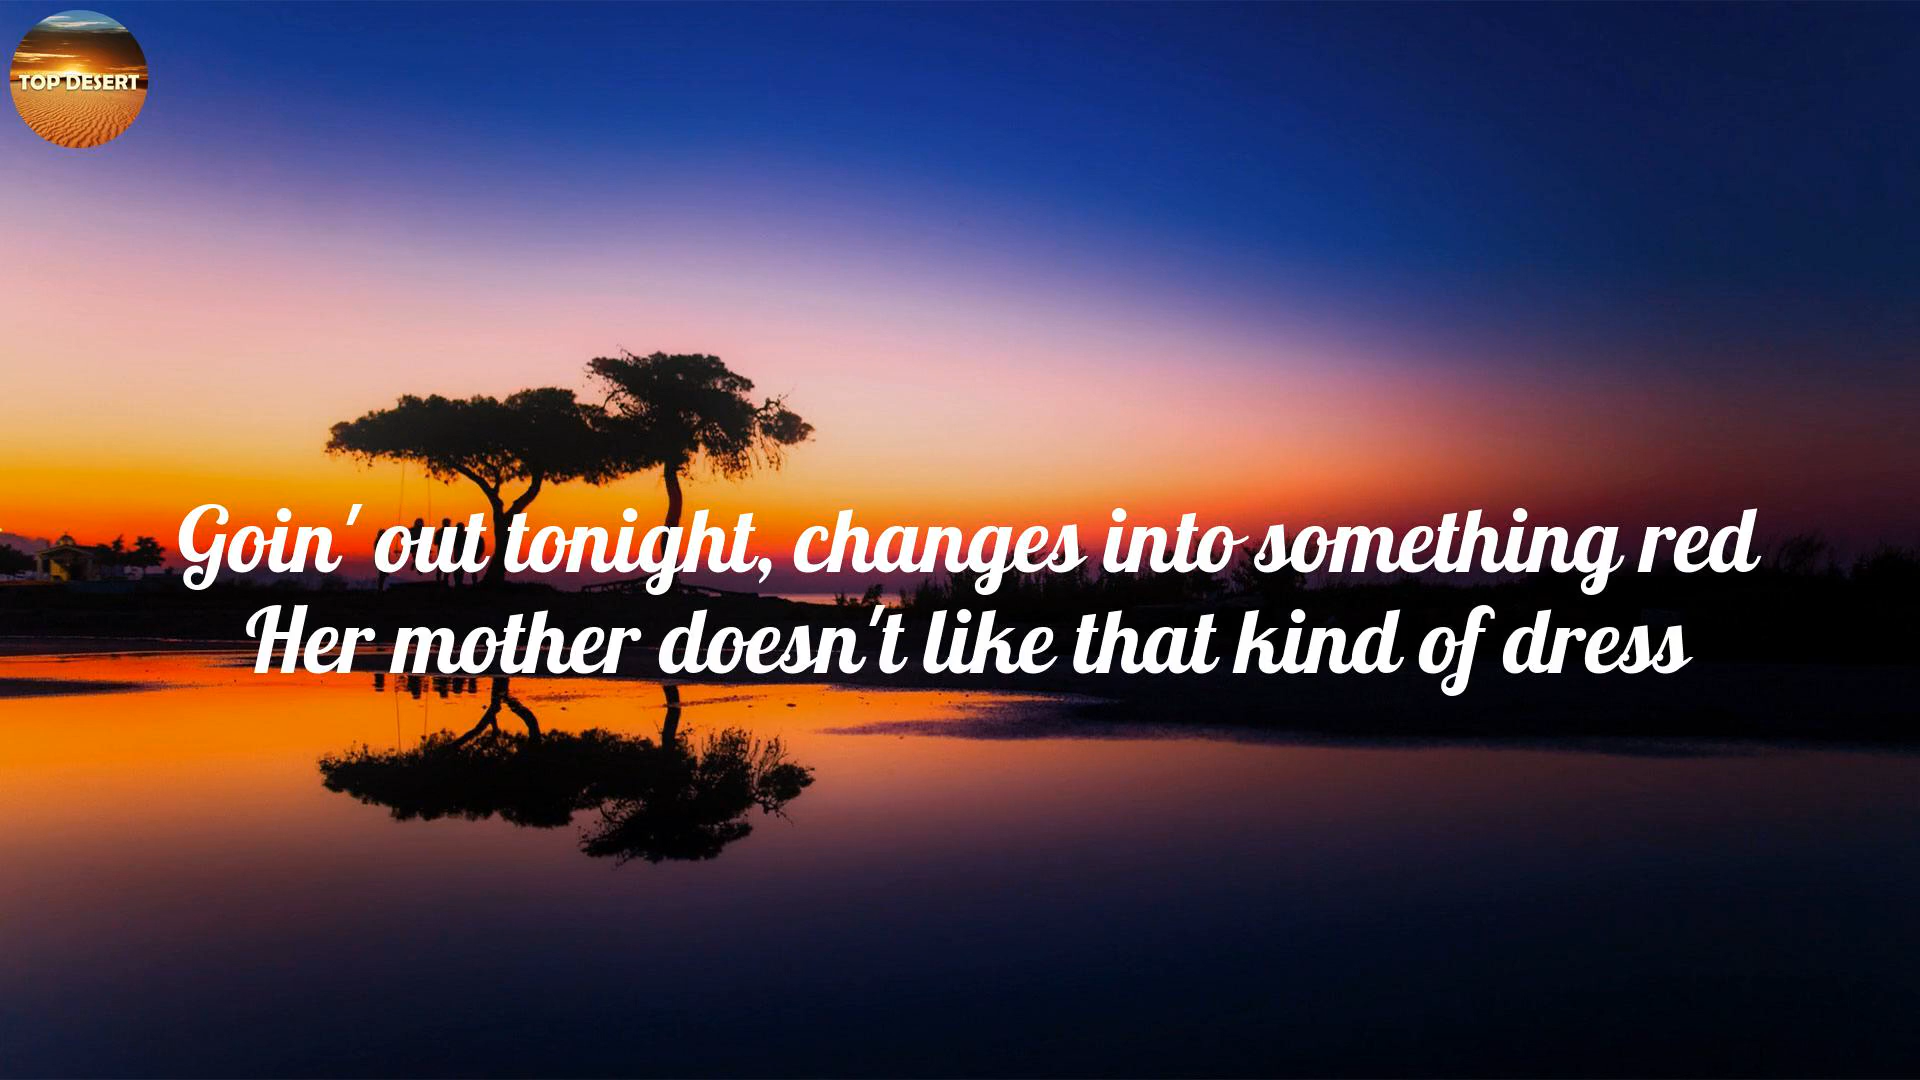 TOP DESERT
Goin' out tonight, changes into something red
Her mother doesn't like that kind of dress